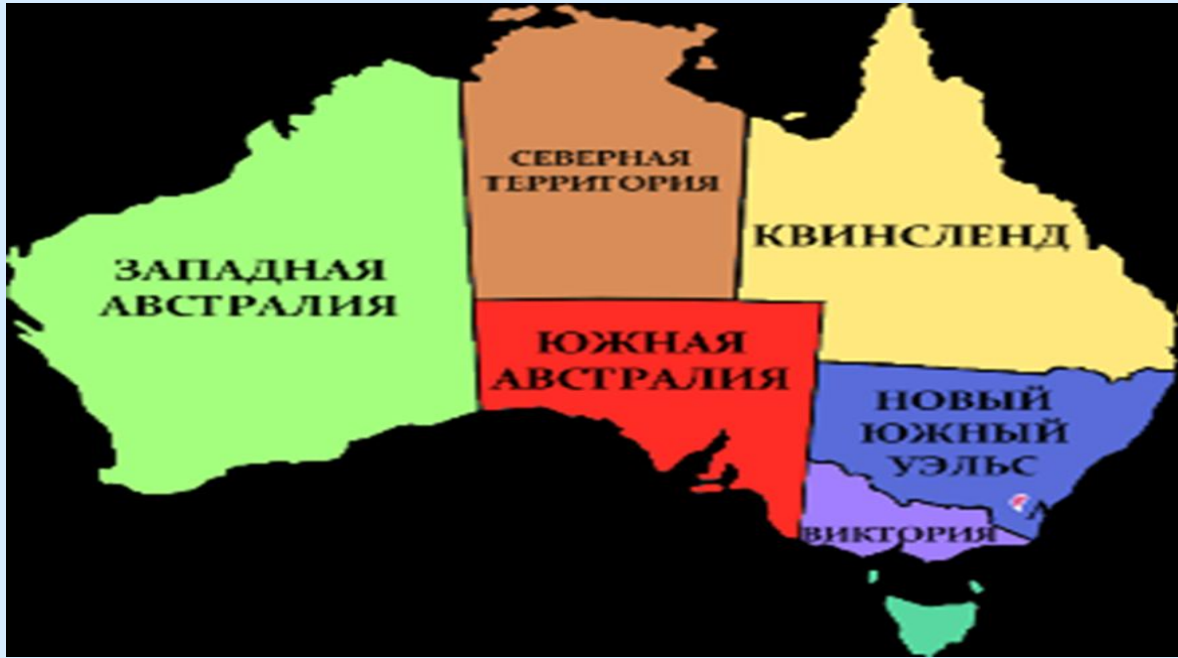 СЕВЕРНАЯ
ТЕРРИТОРИЯ
КВИНСЛЕНД
ЗАПАДНАЯ
АВСТРАЛИЯ
ЮЖНАЯ
АВСТРАЛИЯ
НОВЫЙ
ЮЖНЫЙ
УЭЛЬС
ВИКТОРИЯ